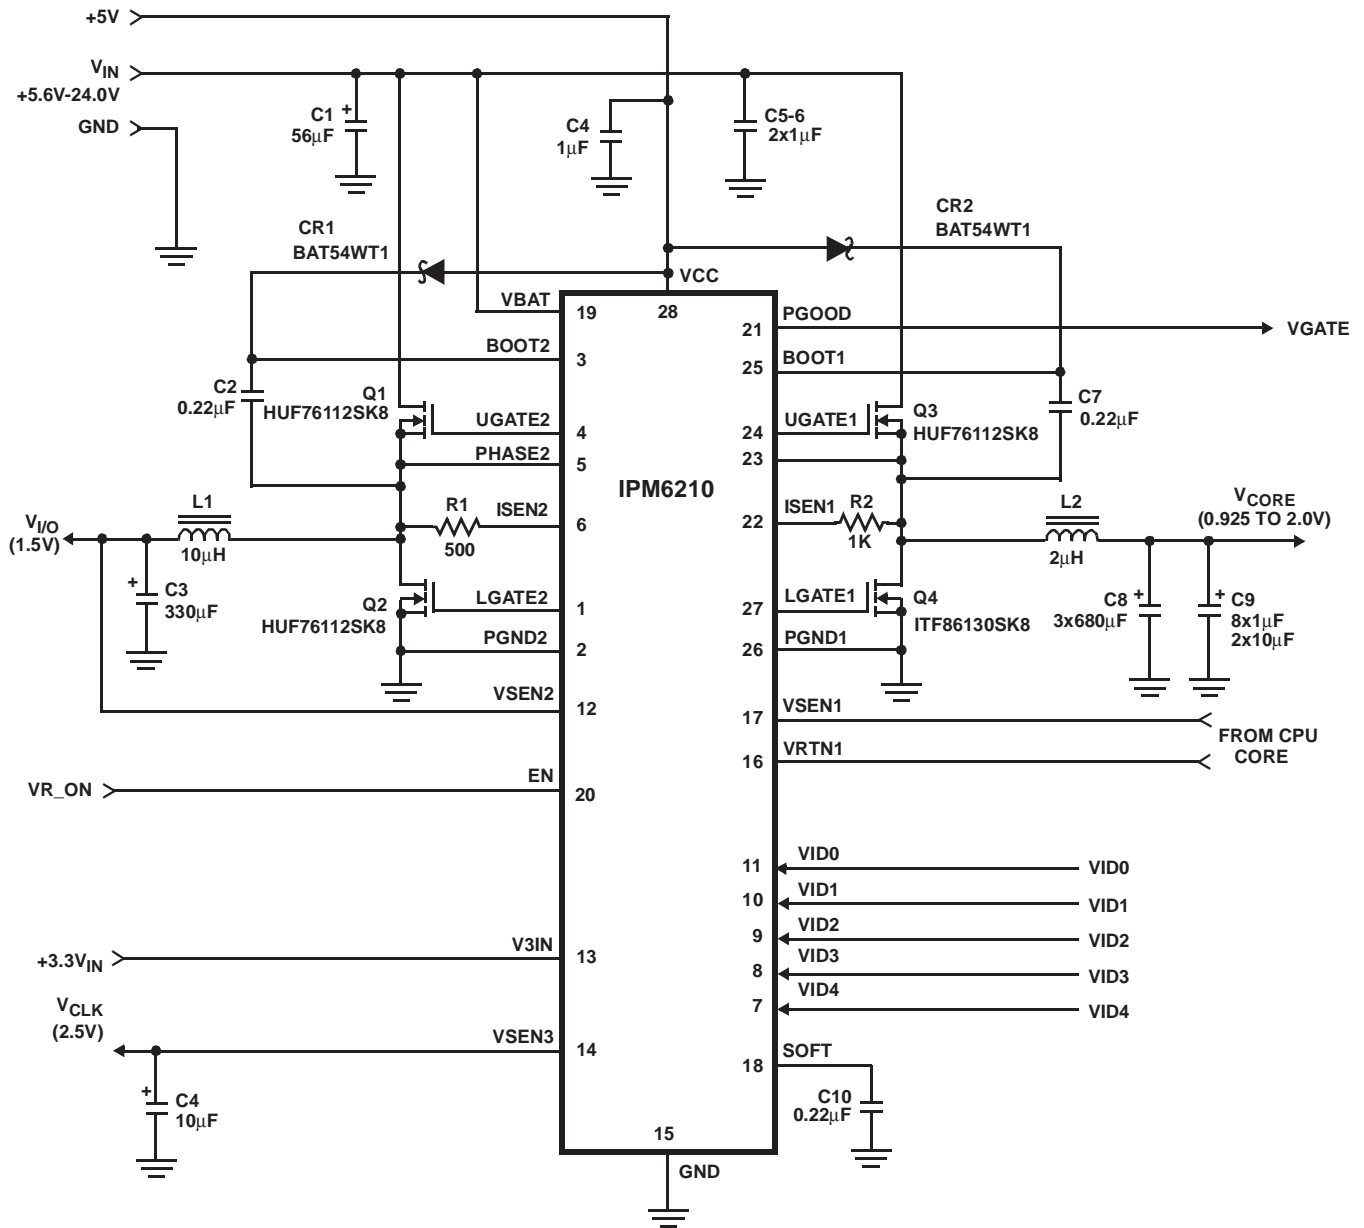 +5V
VIN
+5.6V-24.0V
GND
C1
56μF
+
C4
1μF
C5-6
2x1μF
CR1
BAT54WT1
CR2
BAT54WT1
VCC
28
VBAT
19
BOOT2
3
C2
0.22μF
Q1
HUF76112SK8
UGATE2
4
PHASE2
5
L1
10μH
VI/O
(1.5V)
R1
500
ISEN2
6
+
C3
330μF
Q2
HUF76112SK8
LGATE2
1
PGND2
2
VSEN2
12
VR_ON
EN
20
+3.3VIN
V3IN
13
VCLK
(2.5V)
VSEN3
14
+
C4
10μF
IPM6210
15
GND
21
PGOOD
VGATE
25
BOOT1
C7
0.22μF
24
UGATE1
Q3
HUF76112SK8
23
22
ISEN1
R2
1K
L2
2μH
VCORE
(0.925 TO 2.0V)
27
LGATE1
Q4
ITF86130SK8
C8
3x680μF
+
+
C9
8x1μF
2x10μF
26
PGND1
17
VSEN1
16
VRTN1
FROM CPU
CORE
11
VID0
VID0
10
VID1
VID1
9
VID2
VID2
8
VID3
VID3
7
VID4
VID4
18
SOFT
C10
0.22μF